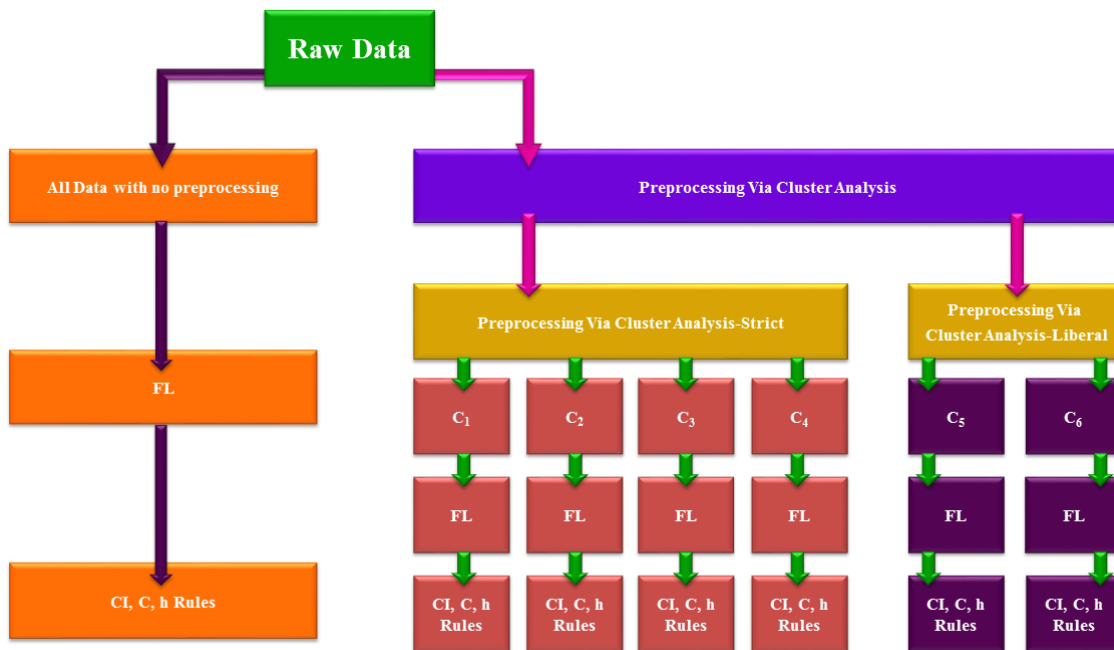 Raw Data
All Data with no preprocessing
Preprocessing Via Cluster Analysis
Preprocessing Via Cluster Analysis-Strict
Preprocessing Via
Cluster Analysis-Liberal
FL
C₁
C₂
C₃
C₄
C₅
C₆
FL
FL
FL
FL
FL
FL
CI, C, h Rules
CI, C, h
Rules
CI, C, h
Rules
CI, C, h
Rules
CI, C, h
Rules
CI, C, h
Rules
CI, C, h
Rules